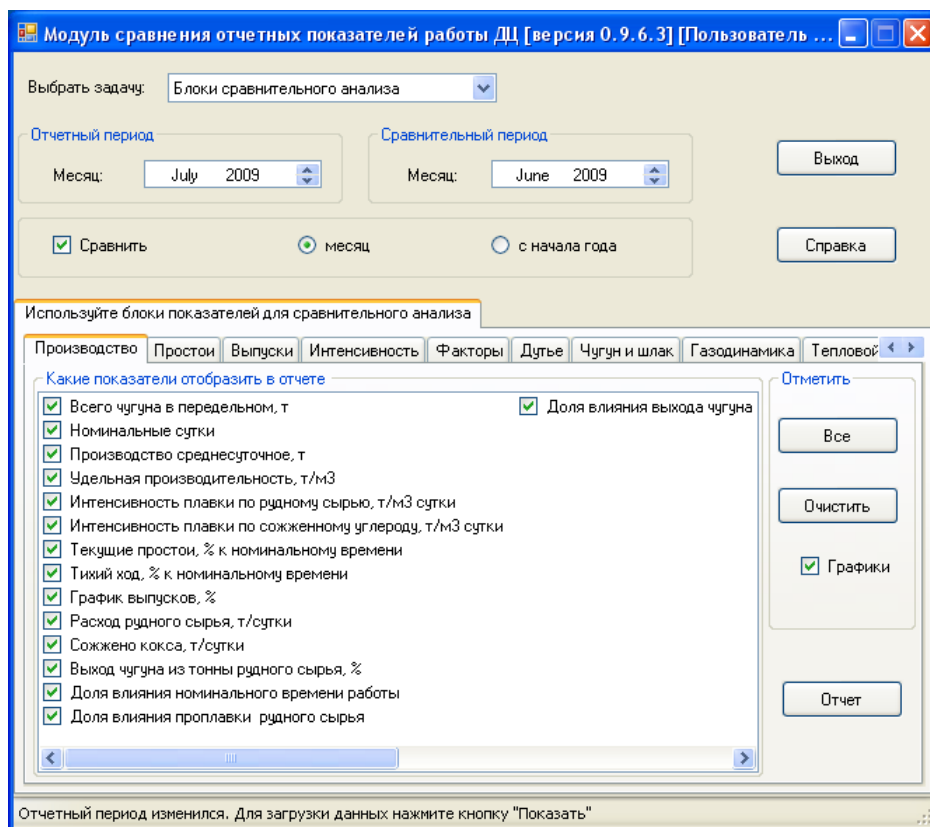 Модуль сравнения отчетных показателей работы ДЦ [версия 0.9.6.3] [Пользователь ...
Выбрать задачу: Блоки сравнительного анализа
Отчетный период
Сравнительный период
Месяц: July 2009
Месяц: June 2009
Выход
Сравнить
месяц
с начала года
Справка
Используйте блоки показателей для сравнительного анализа
Производство Простои Выпуски Интенсивность Факторы Дутье Чугун и шлак Газодинамика Тепловой
Какие показатели отобразить в отчете
Отметить
Всего чугуна в передельном, т
Доля влияния выхода чугуна
Номинальные сутки
Все
Производство среднесуточное, т
Удельная производительность, т/м3
Интенсивность плавки по рудному сырью, т/м3 сутки
Очистить
Интенсивность плавки по сожженному углероду, т/м3 сутки
Текущие простои, % к номинальному времени
Тихий ход, % к номинальному времени
Графики
График выпусков, %
Расход рудного сырья, т/сутки
Сожжено кокса, т/сутки
Выход чугуна из тонны рудного сырья, %
Доля влияния номинального времени работы
Отчет
Доля влияния проплавки рудного сырья
Отчетный период изменился. Для загрузки данных нажмите кнопку "Показать"